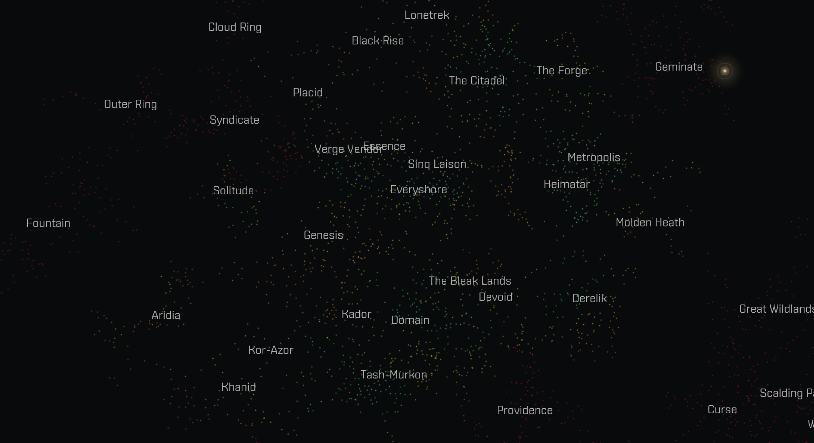 Lonetrek
Cloud Ring
Black Rise
Geminate
The Forge
The Citadel
Placid
Outer Ring
Syndicate
Essence
Verge Vendor
Metropolis
Sinq Laison
Heimatar
Everyshore
Solitude
Molden Heath
Fountain
Genesis
The Bleak Lands
Devoid
Derelik
Great Wildlands
Kador
Aridia
Domain
Kor-Azor
Tash-Murkon
Khanid
Scalding Pa
Curse
Providence
W